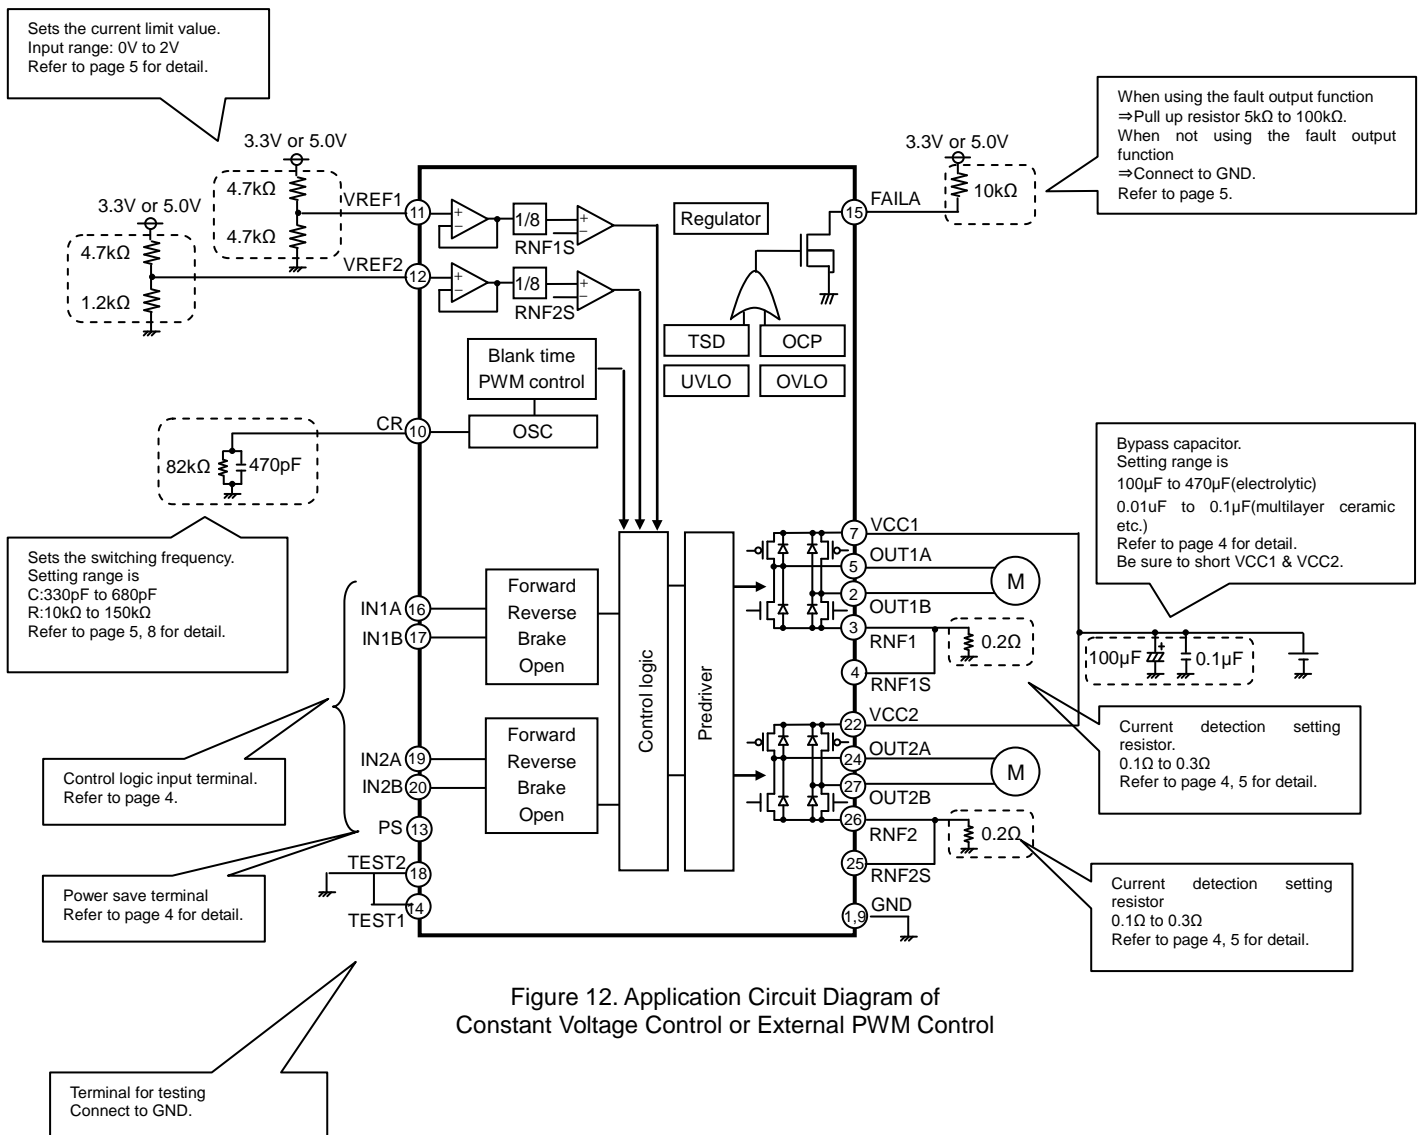 Sets the current limit value.
Input range: 0V to 2V
Refer to page 5 for detail.
When using the fault output function
⇒Pull up resistor 5kΩ to 100kΩ.
When not using the fault output
function
⇒Connect to GND.
Refer to page 5.
3.3V or 5.0V
4.7kΩ
4.7kΩ
VREF1
11
3.3V or 5.0V
4.7kΩ
1.2kΩ
VREF2
12
+
−
1/8
RNF1S
+
−
+
−
1/8
RNF2S
+
−
Regulator
3.3V or 5.0V
10kΩ
FAILA
15
TSD
OCP
UVLO
OVLO
Blank time
PWM control
OSC
CR
10
82kΩ
470pF
Sets the switching frequency.
Setting range is
C:330pF to 680pF
R:10kΩ to 150kΩ
Refer to page 5, 8 for detail.
Bypass capacitor.
Setting range is
100µF to 470µF(electrolytic)
0.01uF to 0.1µF(multilayer ceramic
etc.)
Refer to page 4 for detail.
Be sure to short VCC1 & VCC2.
IN1A
16
IN1B
17
Forward
Reverse
Brake
Open
IN2A
19
IN2B
20
Forward
Reverse
Brake
Open
Control logic
Predriver
PS
13
TEST2
18
TEST1
14
7
VCC1
5
OUT1A
M
2
OUT1B
3
RNF1
0.2Ω
4
RNF1S
100µF
+
0.1µF
22
VCC2
24
OUT2A
M
27
OUT2B
26
RNF2
0.2Ω
25
RNF2S
1,9
GND
Control logic input terminal.
Refer to page 4.
Power save terminal
Refer to page 4 for detail.
Current detection setting
resistor.
0.1Ω to 0.3Ω
Refer to page 4, 5 for detail.
Current detection setting
resistor
0.1Ω to 0.3Ω
Refer to page 4, 5 for detail.
Figure 12. Application Circuit Diagram of
Constant Voltage Control or External PWM Control
Terminal for testing
Connect to GND.